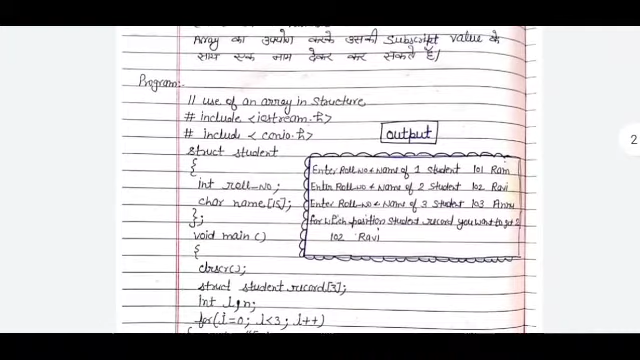 Array का उपयोग करके उसकी Subscript value के
साथ एक नाम देकर कर सकते हैं।
Program:-
// use of an array in Structure
# include <iostream.h>
# include <conio.h>
struct student
{
int roll_No;
char name[15];
};
void main()
{
clrscr();
struct student record[3];
int i,n;
for(i=0; i<3; i++)
output
Enter Roll No & Name of 1 Student 101 Ram
Enter Roll No & Name of 2 Student 102 Ravi
Enter Roll No & Name of 3 Student 103
For which position Student record you want to get 2
102 Ravi
2